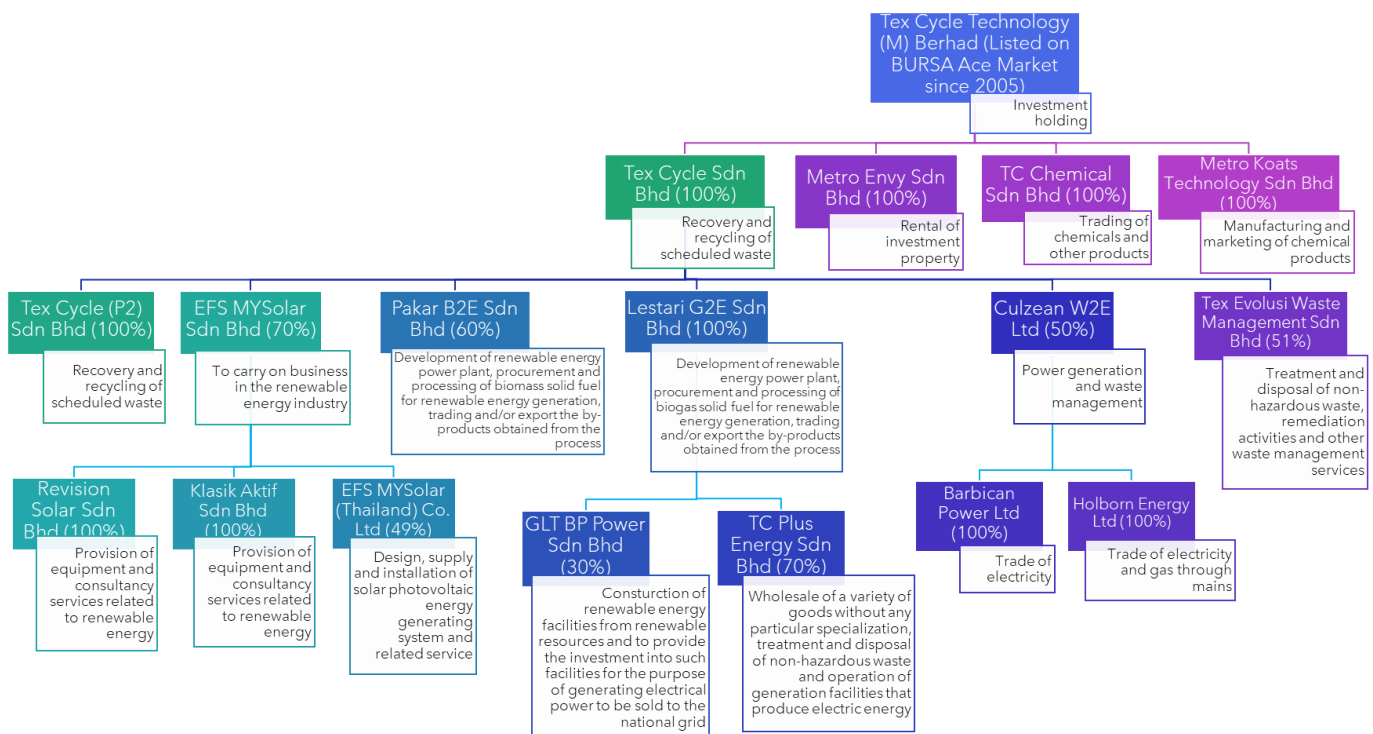 Tex Cycle Technology
(M) Berhad (Listed on
BURSA Ace Market
since 2005)
Investment
holding
Tex Cycle Sdn
Bhd (100%)
Recovery and
recycling of
scheduled waste
Metro Envy Sdn
Bhd (100%)
Rental of
investment
property
TC Chemical
Sdn Bhd (100%)
Trading of
chemicals and
other products
Metro Koats
Technology Sdn Bhd
(100%)
Manufacturing and
marketing of chemical
products
Tex Cycle (P2)
Sdn Bhd (100%)
Recovery and
recycling of
scheduled waste
EFS MYSolar
Sdn Bhd (70%)
To carry on business
in the renewable
energy industry
Pakar B2E Sdn
Bhd (60%)
Development of renewable energy
power plant, procurement and
processing of biomass solid fuel
for renewable energy generation,
trading and/or export the by-
products obtained from the
process
Lestari G2E Sdn
Bhd (100%)
Development of renewable
energy power plant,
procurement and processing of
biogas solid fuel for renewable
energy generation, trading
and/or export the by-products
obtained from the process
Culzean W2E
Ltd (50%)
Power generation
and waste
management
Tex Evolusi Waste
Management Sdn
Bhd (51%)
Treatment and
disposal of non-
hazardous waste,
remediation
activities and other
waste management
services
Revision
Solar Sdn
Bhd (100%)
Provision of
equipment and
consultancy
services related
to renewable
energy
Klasik Aktif
Sdn Bhd
(100%)
Provision of
equipment and
consultancy
services related
to renewable
energy
EFS MYSolar
(Thailand) Co.
Ltd (49%)
Design, supply
and installation of
solar photovoltaic
energy
generating
system and
related service
GLT BP Power
Sdn Bhd
(30%)
Consturction of
renewable energy
facilities from renewable
resources and to provide
the investment into such
facilities for the purpose
of generating electrical
power to be sold to the
national grid
TC Plus
Energy Sdn
Bhd (70%)
Wholesale of a variety of
goods without any
particular specialization,
treatment and disposal
of non-hazardous waste
and operation of
generation facilities that
produce electric energy
Barbican
Power Ltd
(100%)
Trade of
electricity
Holborn Energy
Ltd (100%)
Trade of electricity
and gas through
mains